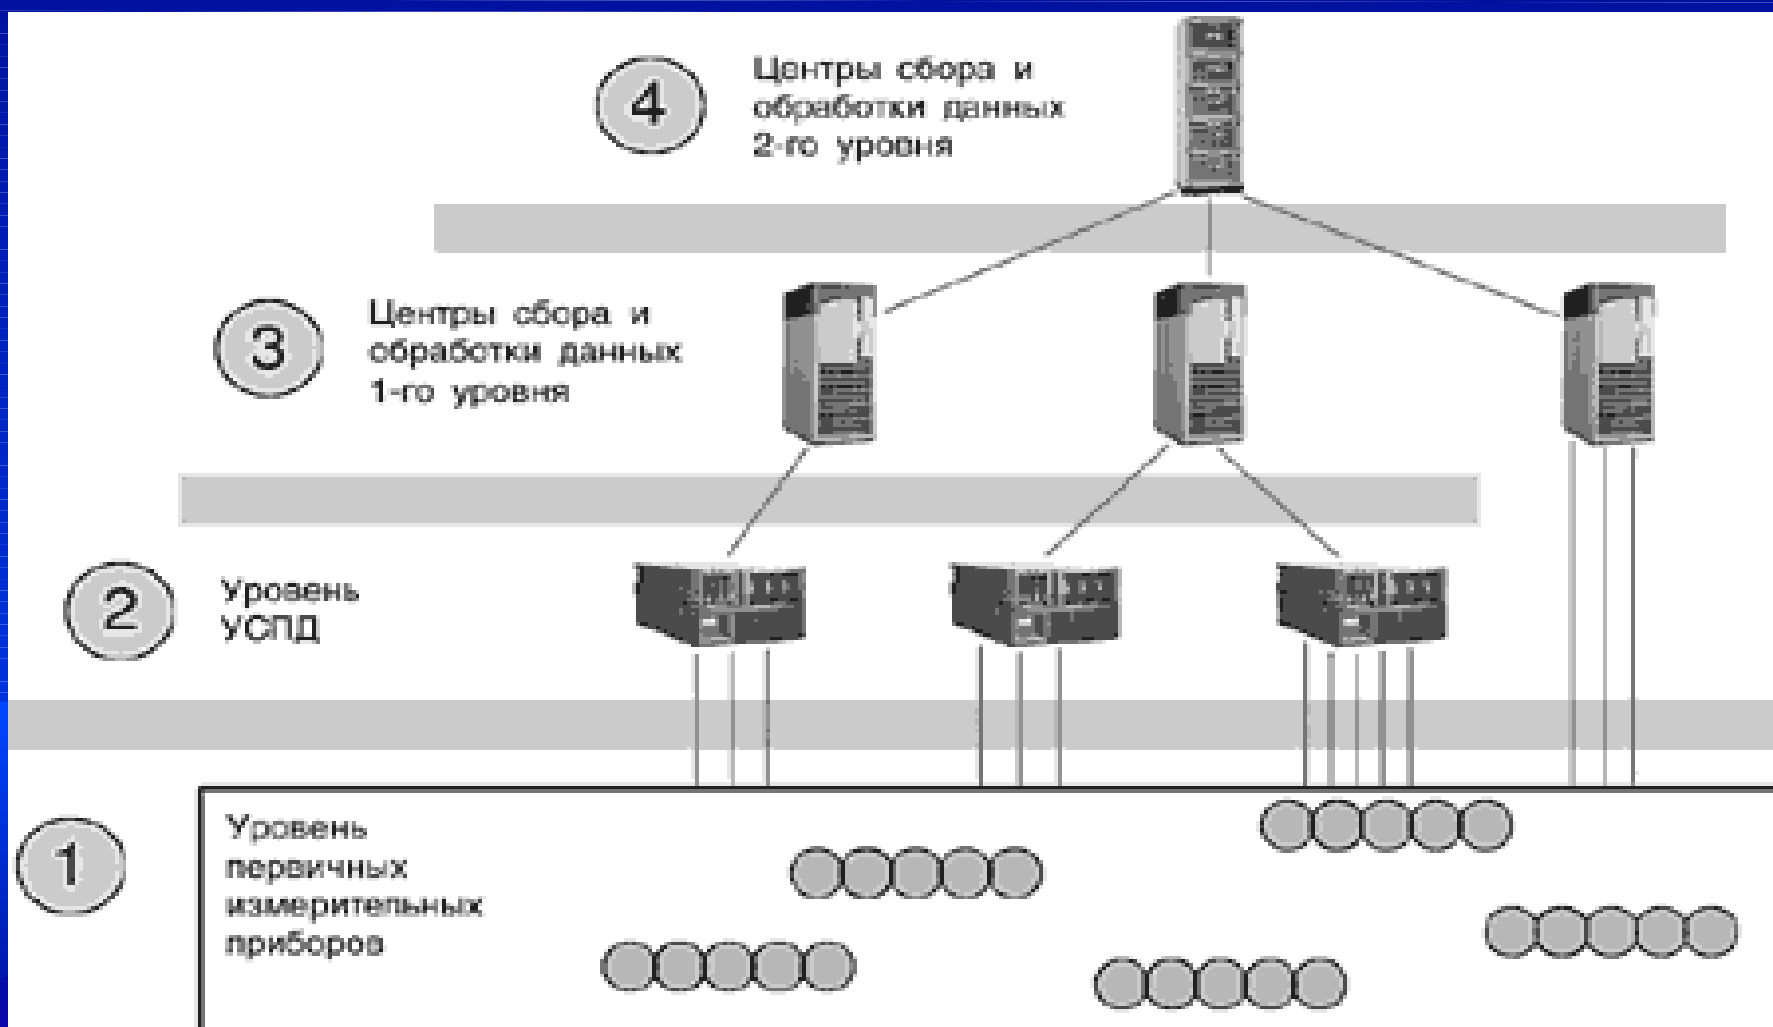 4
Центры сбора и
обработки данных
2-го уровня
3
Центры сбора и
обработки данных
1-го уровня
2
Уровень
УСПД
1
Уровень
первичных
измерительных
приборов